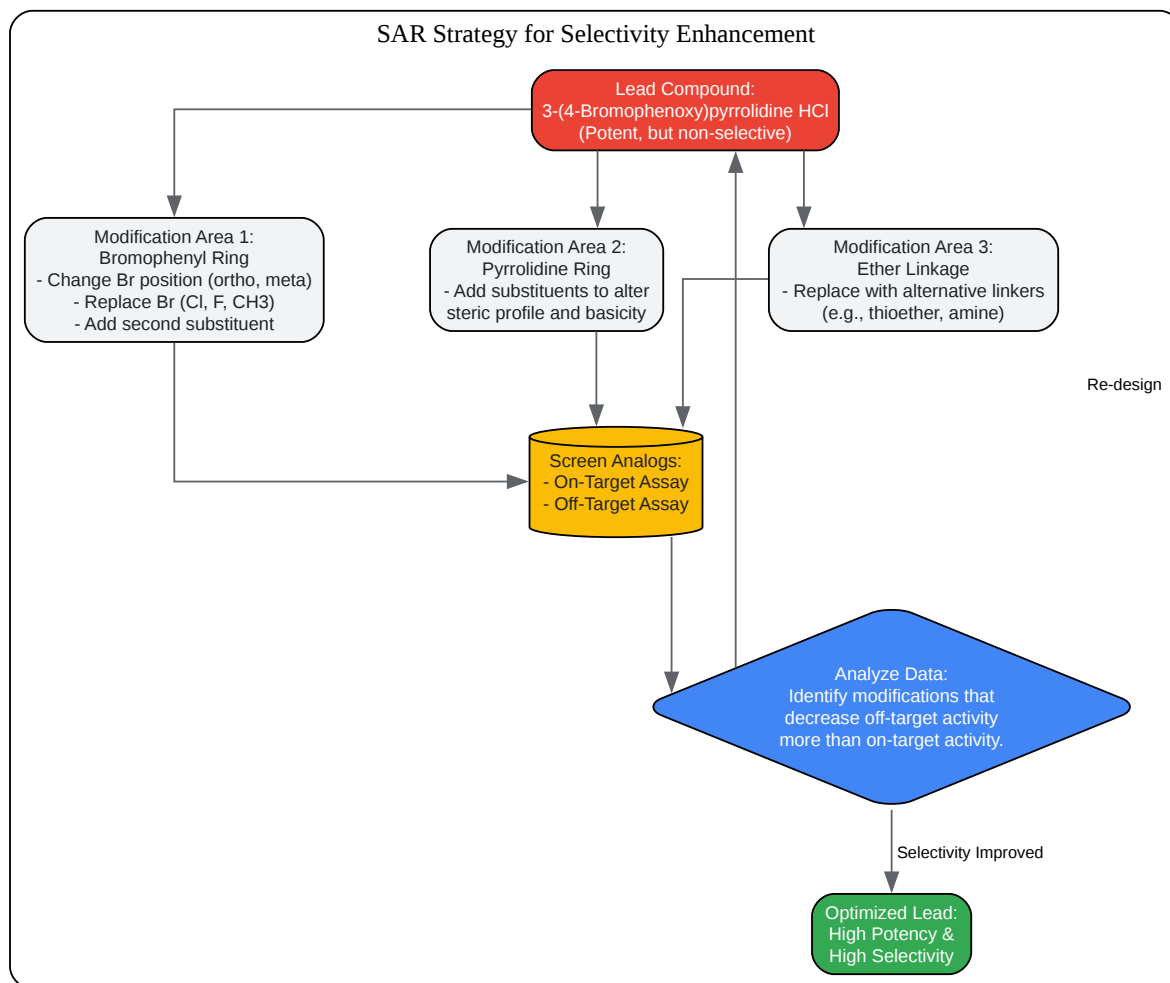 SAR Strategy for Selectivity Enhancement
Lead Compound:
3-(4-Bromophenoxy)pyrrolidine HCl
(Potent, but non-selective)
Modification Area 1:
Bromophenyl Ring
- Change Br position (ortho, meta)
- Replace Br (Cl, F, CH3)
- Add second substituent
Modification Area 2:
Pyrrolidine Ring
- Add substituents to alter
steric profile and basicity
Modification Area 3:
Ether Linkage
- Replace with alternative linkers
(e.g., thioether, amine)
Re-design
Screen Analogs:
- On-Target Assay
- Off-Target Assay
Analyze Data:
Identify modifications that
decrease off-target activity
more than on-target activity.
Selectivity Improved
Optimized Lead:
High Potency &
High Selectivity